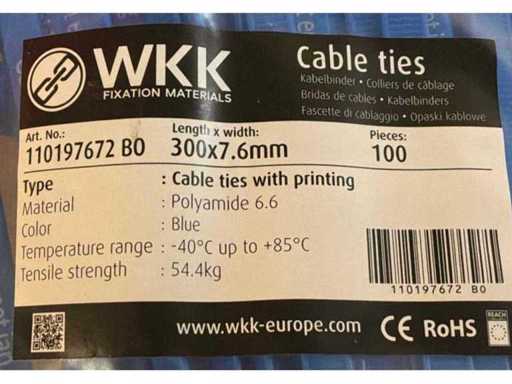 WKK
FIXATION MATERIALS
Cable ties
Kabelbinder • Colliers de câblage
Bridas de cables • Kabelbinders
Fascette di cablaggio • Opaski kablowe
Art. No.: Length x width: Pieces:
110197672 B0 300x7.6mm 100
Type : Cable ties with printing
Material : Polyamide 6.6
Color : Blue
Temperature range : -40°C up to +85°C
Tensile strength : 54.4kg
110197672 B0
www.wkk-europe.com CE RoHS
REACH